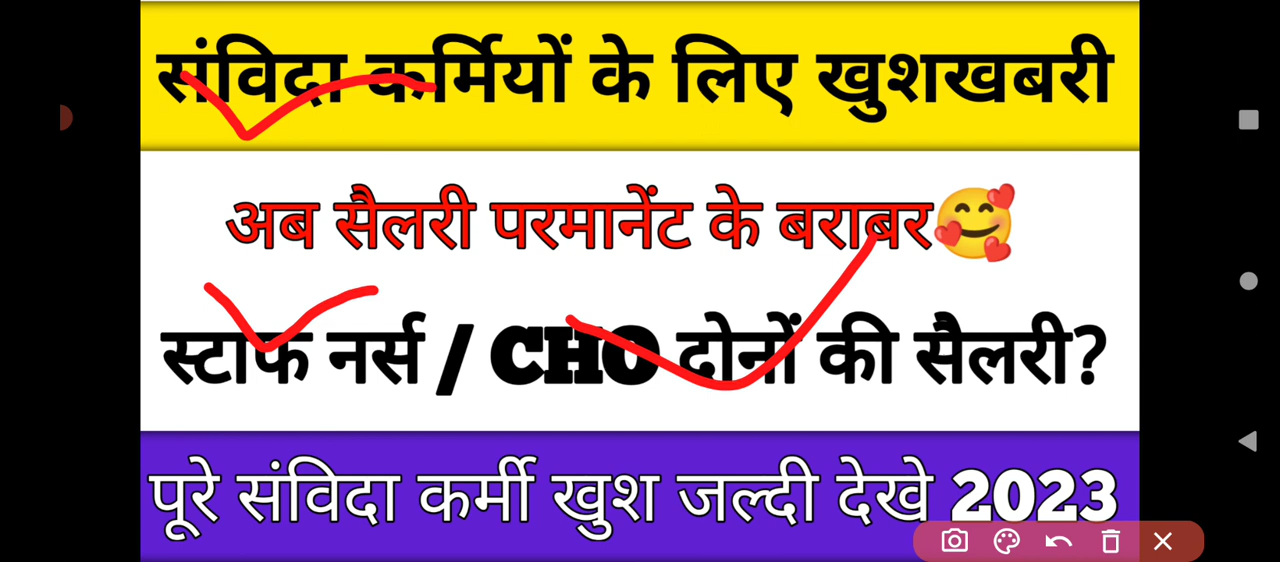 संविदा कर्मियों के लिए खुशखबरी
अब सैलरी परमानेंट के बराबर🥰
स्टाफ नर्स / CHO दोनों की सैलरी?
पूरे संविदा कर्मी खुश जल्दी देखे 2023